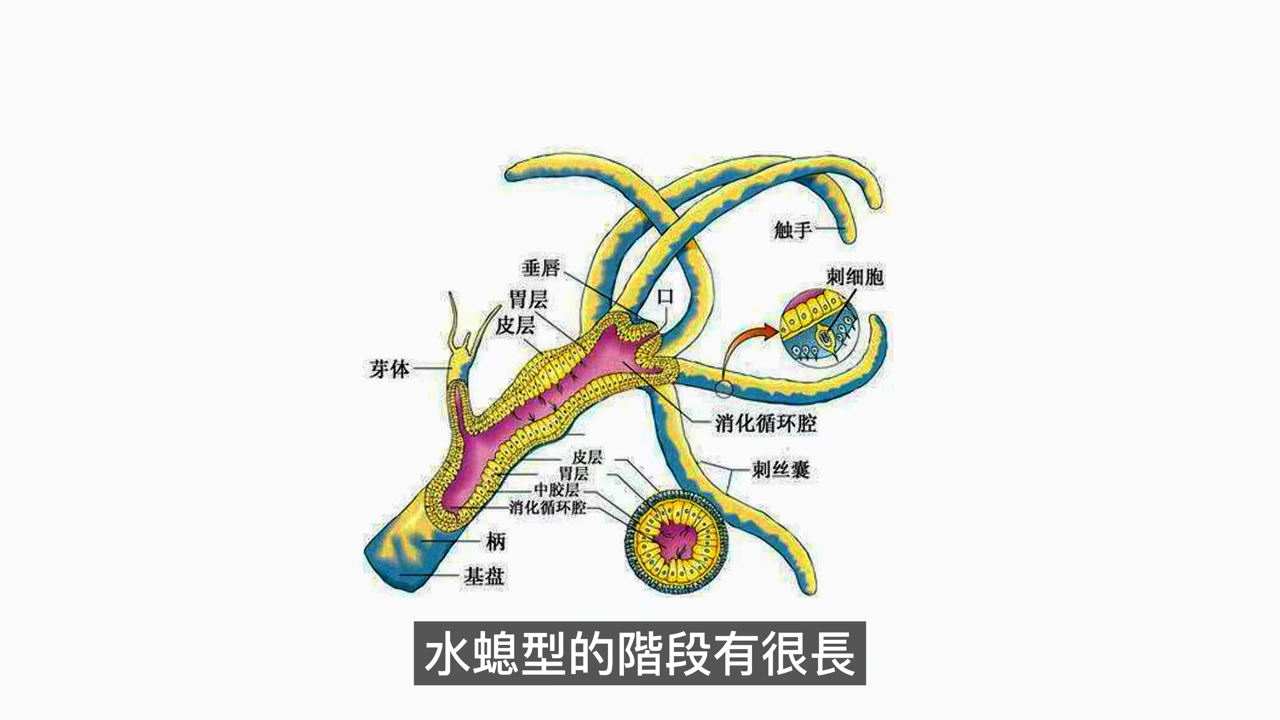 触手
垂唇
刺细胞
胃层
口
皮层
芽体
消化循环腔
皮层
刺丝囊
胃层
中胶层
消化循环腔
柄
基盘
水螅型的階段有很長